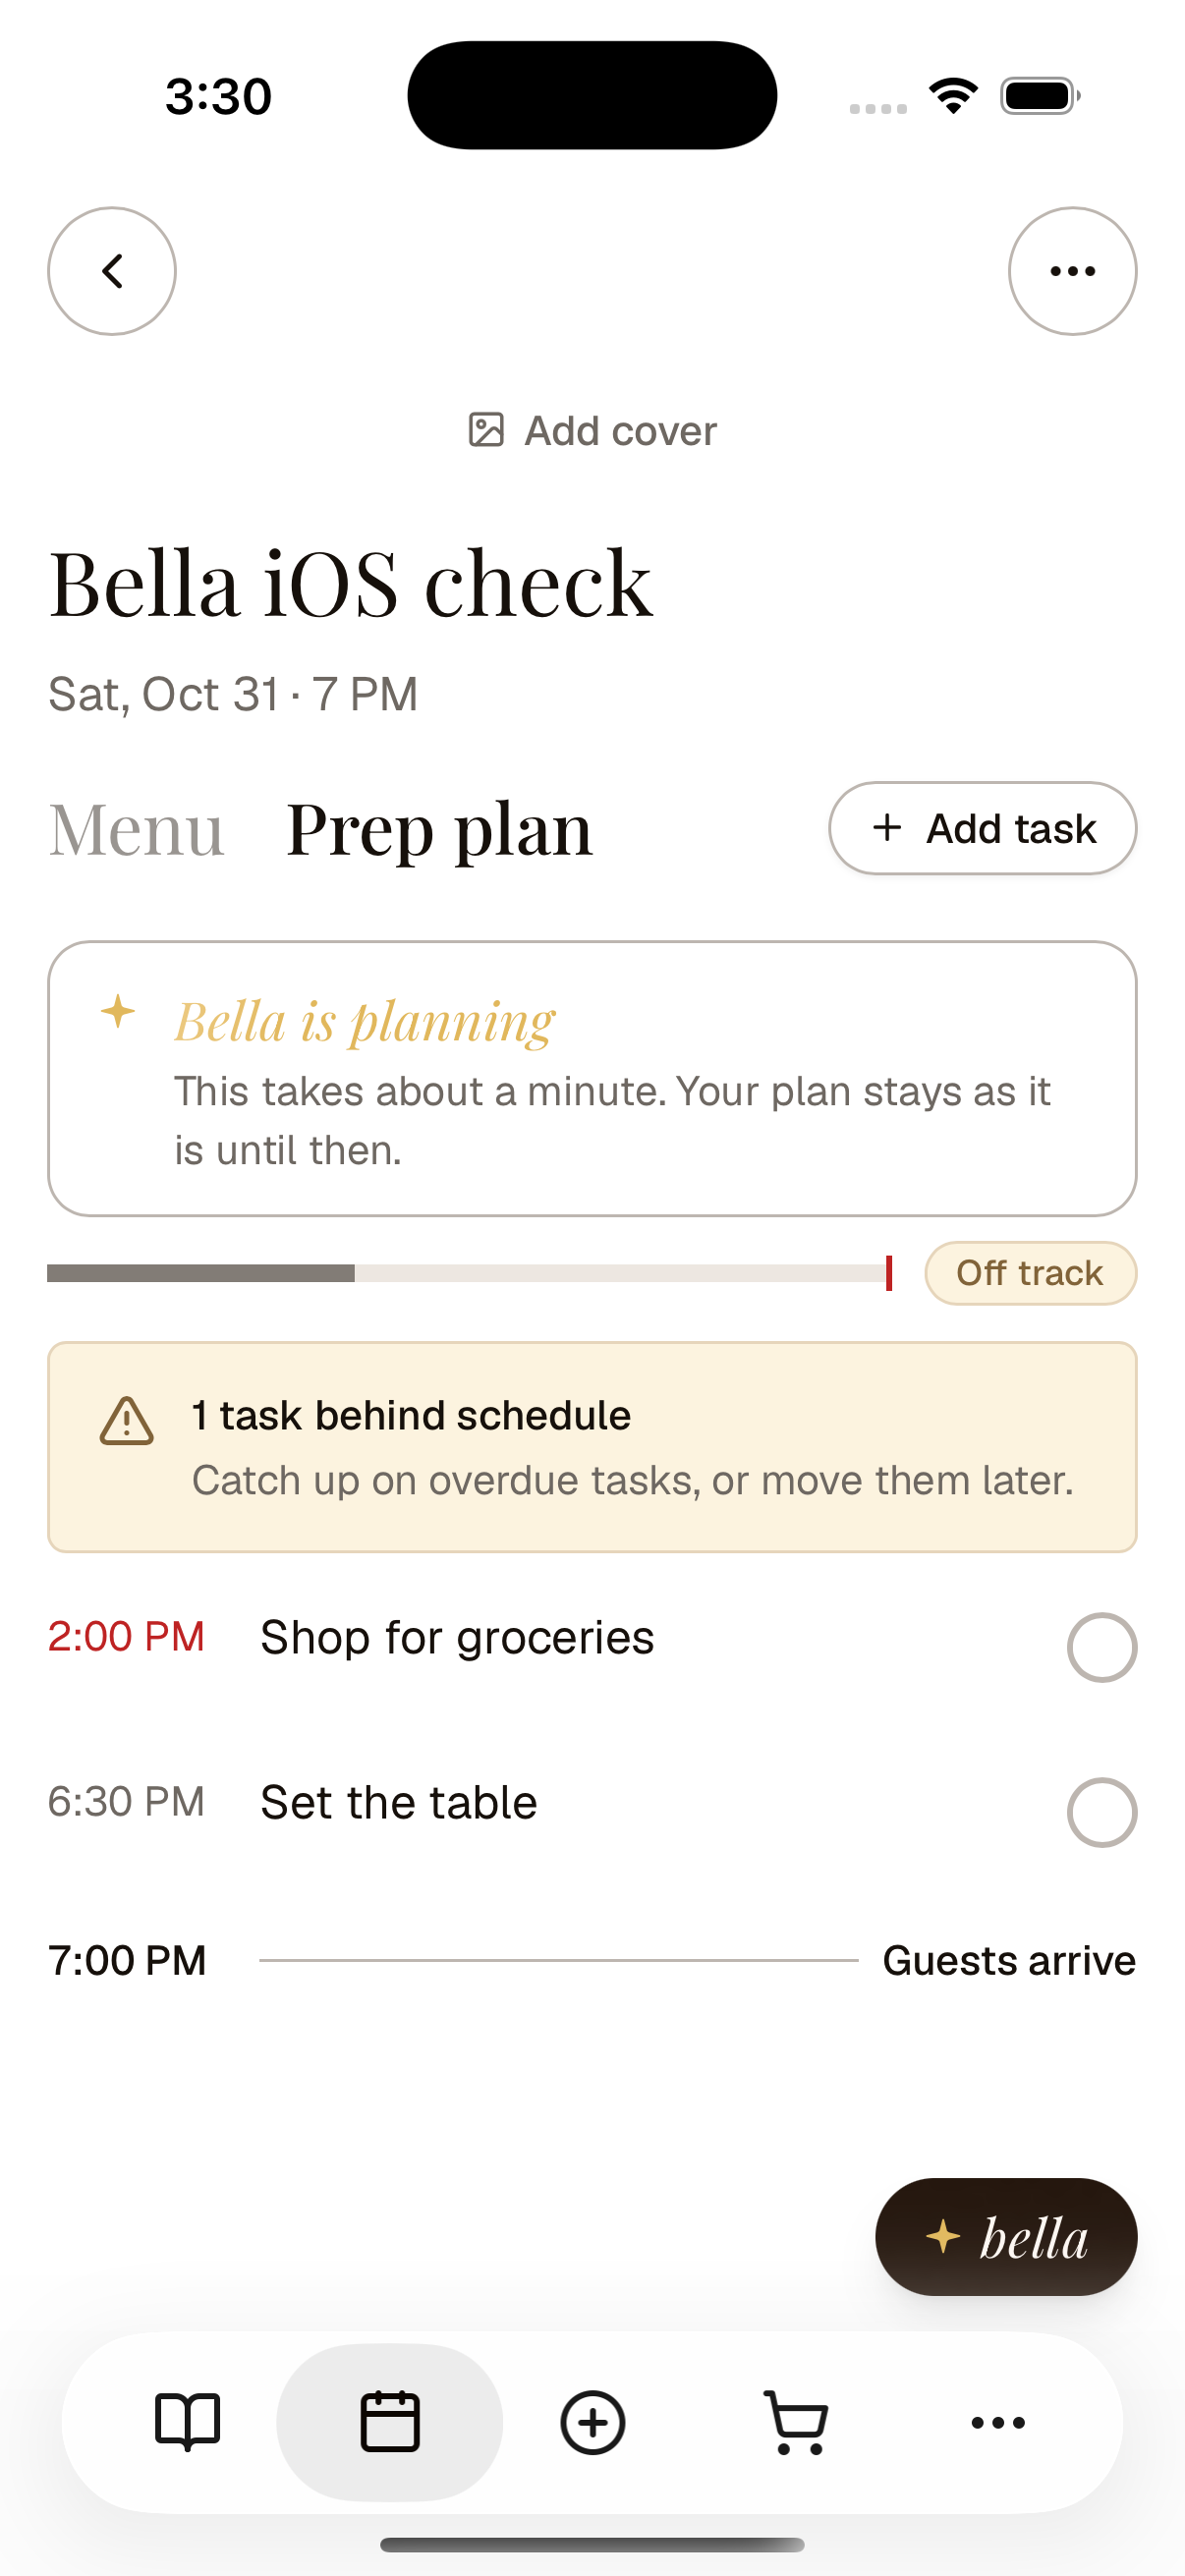 3:30
Add cover
Bella iOS check
Sat, Oct 31 · 7 PM
Menu Prep plan + Add task
Bella is planning
This takes about a minute. Your plan stays as it
is until then.
Off track
1 task behind schedule
Catch up on overdue tasks, or move them later.
2:00 PM Shop for groceries
6:30 PM Set the table
7:00 PM Guests arrive
bella